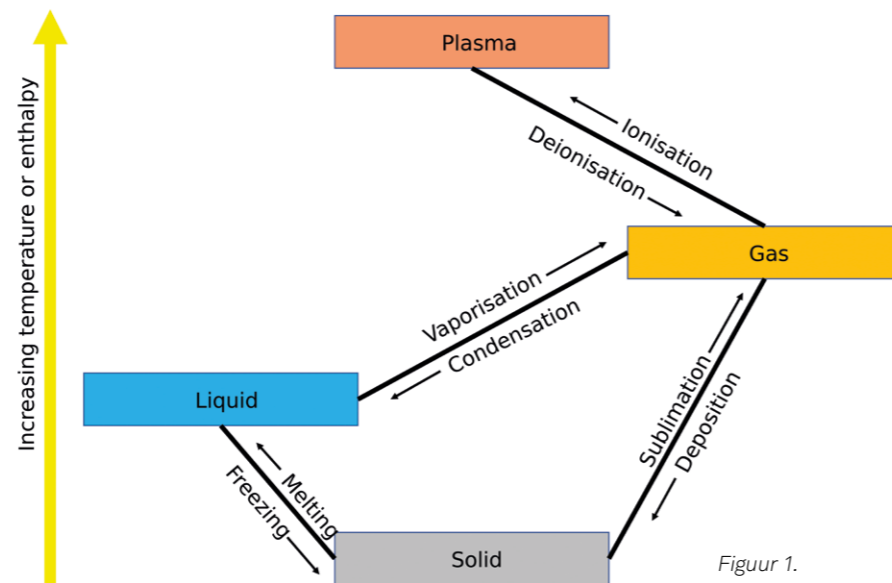 Increasing temperature or enthalpy
Plasma
Ionisation
Deionisation
Gas
Vaporisation
Condensation
Liquid
Sublimation
Deposition
Melting
Freezing
Solid
Figuur 1.